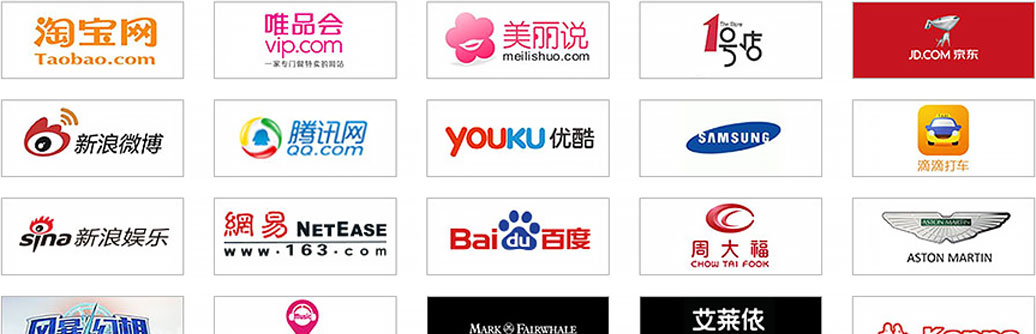 淘宝网
Taobao.com
唯品会
vip.com
一家专门做特卖的网站
美丽说
meilishuo.com
The Store
1号店
JD.COM 京东
新浪微博
腾讯网
QQ.com
YOUKU 优酷
SAMSUNG
滴滴打车
sina 新浪娱乐
網易 NETEASE
www.163.com
Bai du 百度
周大福
CHOW TAI FOOK
ASTON MARTIN
ASTON MARTIN
风暴幻想
music
MARK FAIRWHALE
艾莱依
Kappa